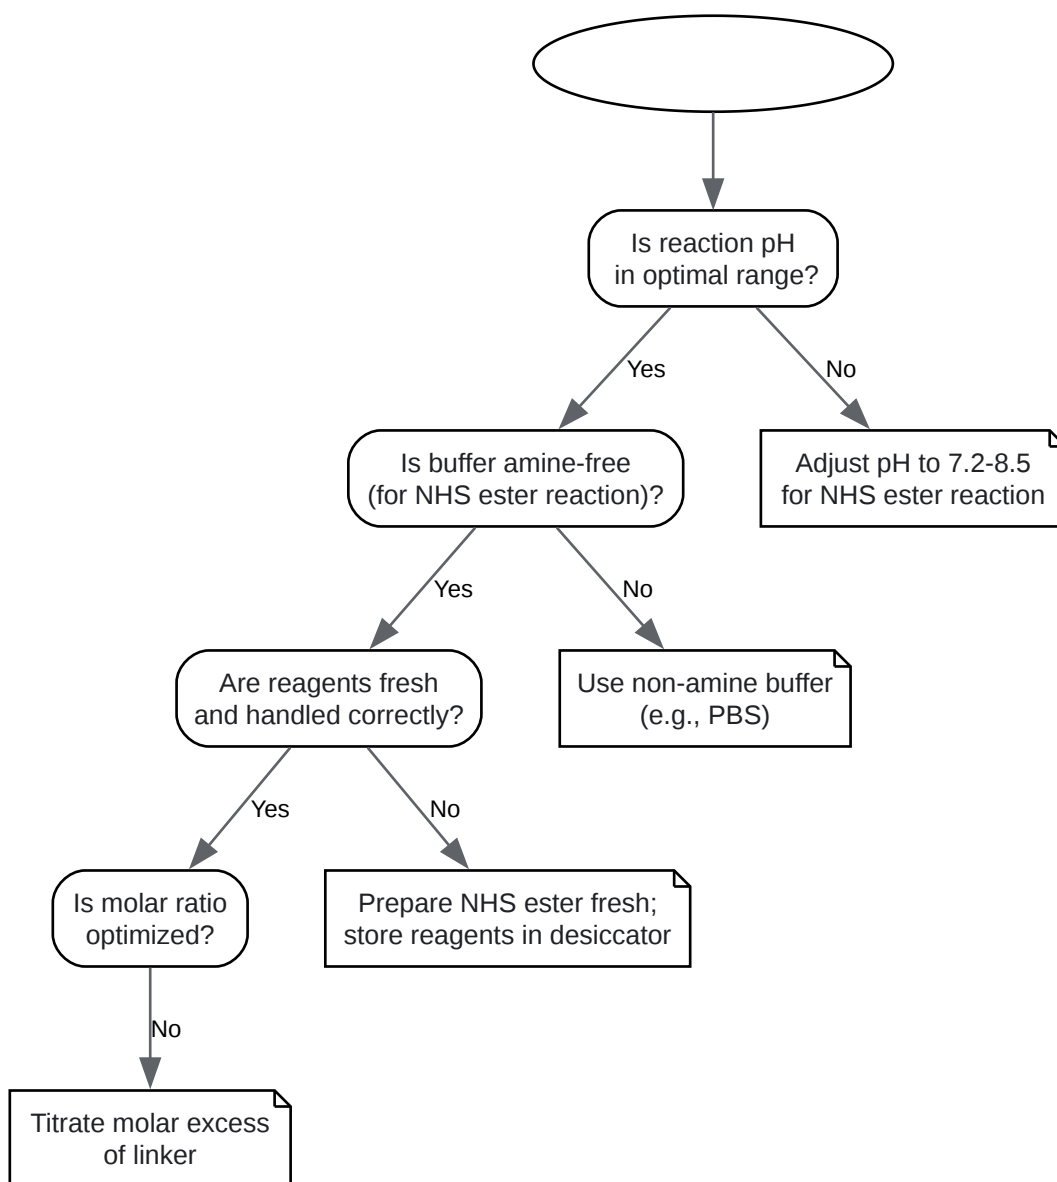 Is reaction pH
in optimal range?
Yes
No
Is buffer amine-free
(for NHS ester reaction)?
Adjust pH to 7.2-8.5
for NHS ester reaction
Yes
No
Are reagents fresh
and handled correctly?
Use non-amine buffer
(e.g., PBS)
Yes
No
Is molar ratio
optimized?
Prepare NHS ester fresh;
store reagents in desiccator
No
Titrate molar excess
of linker